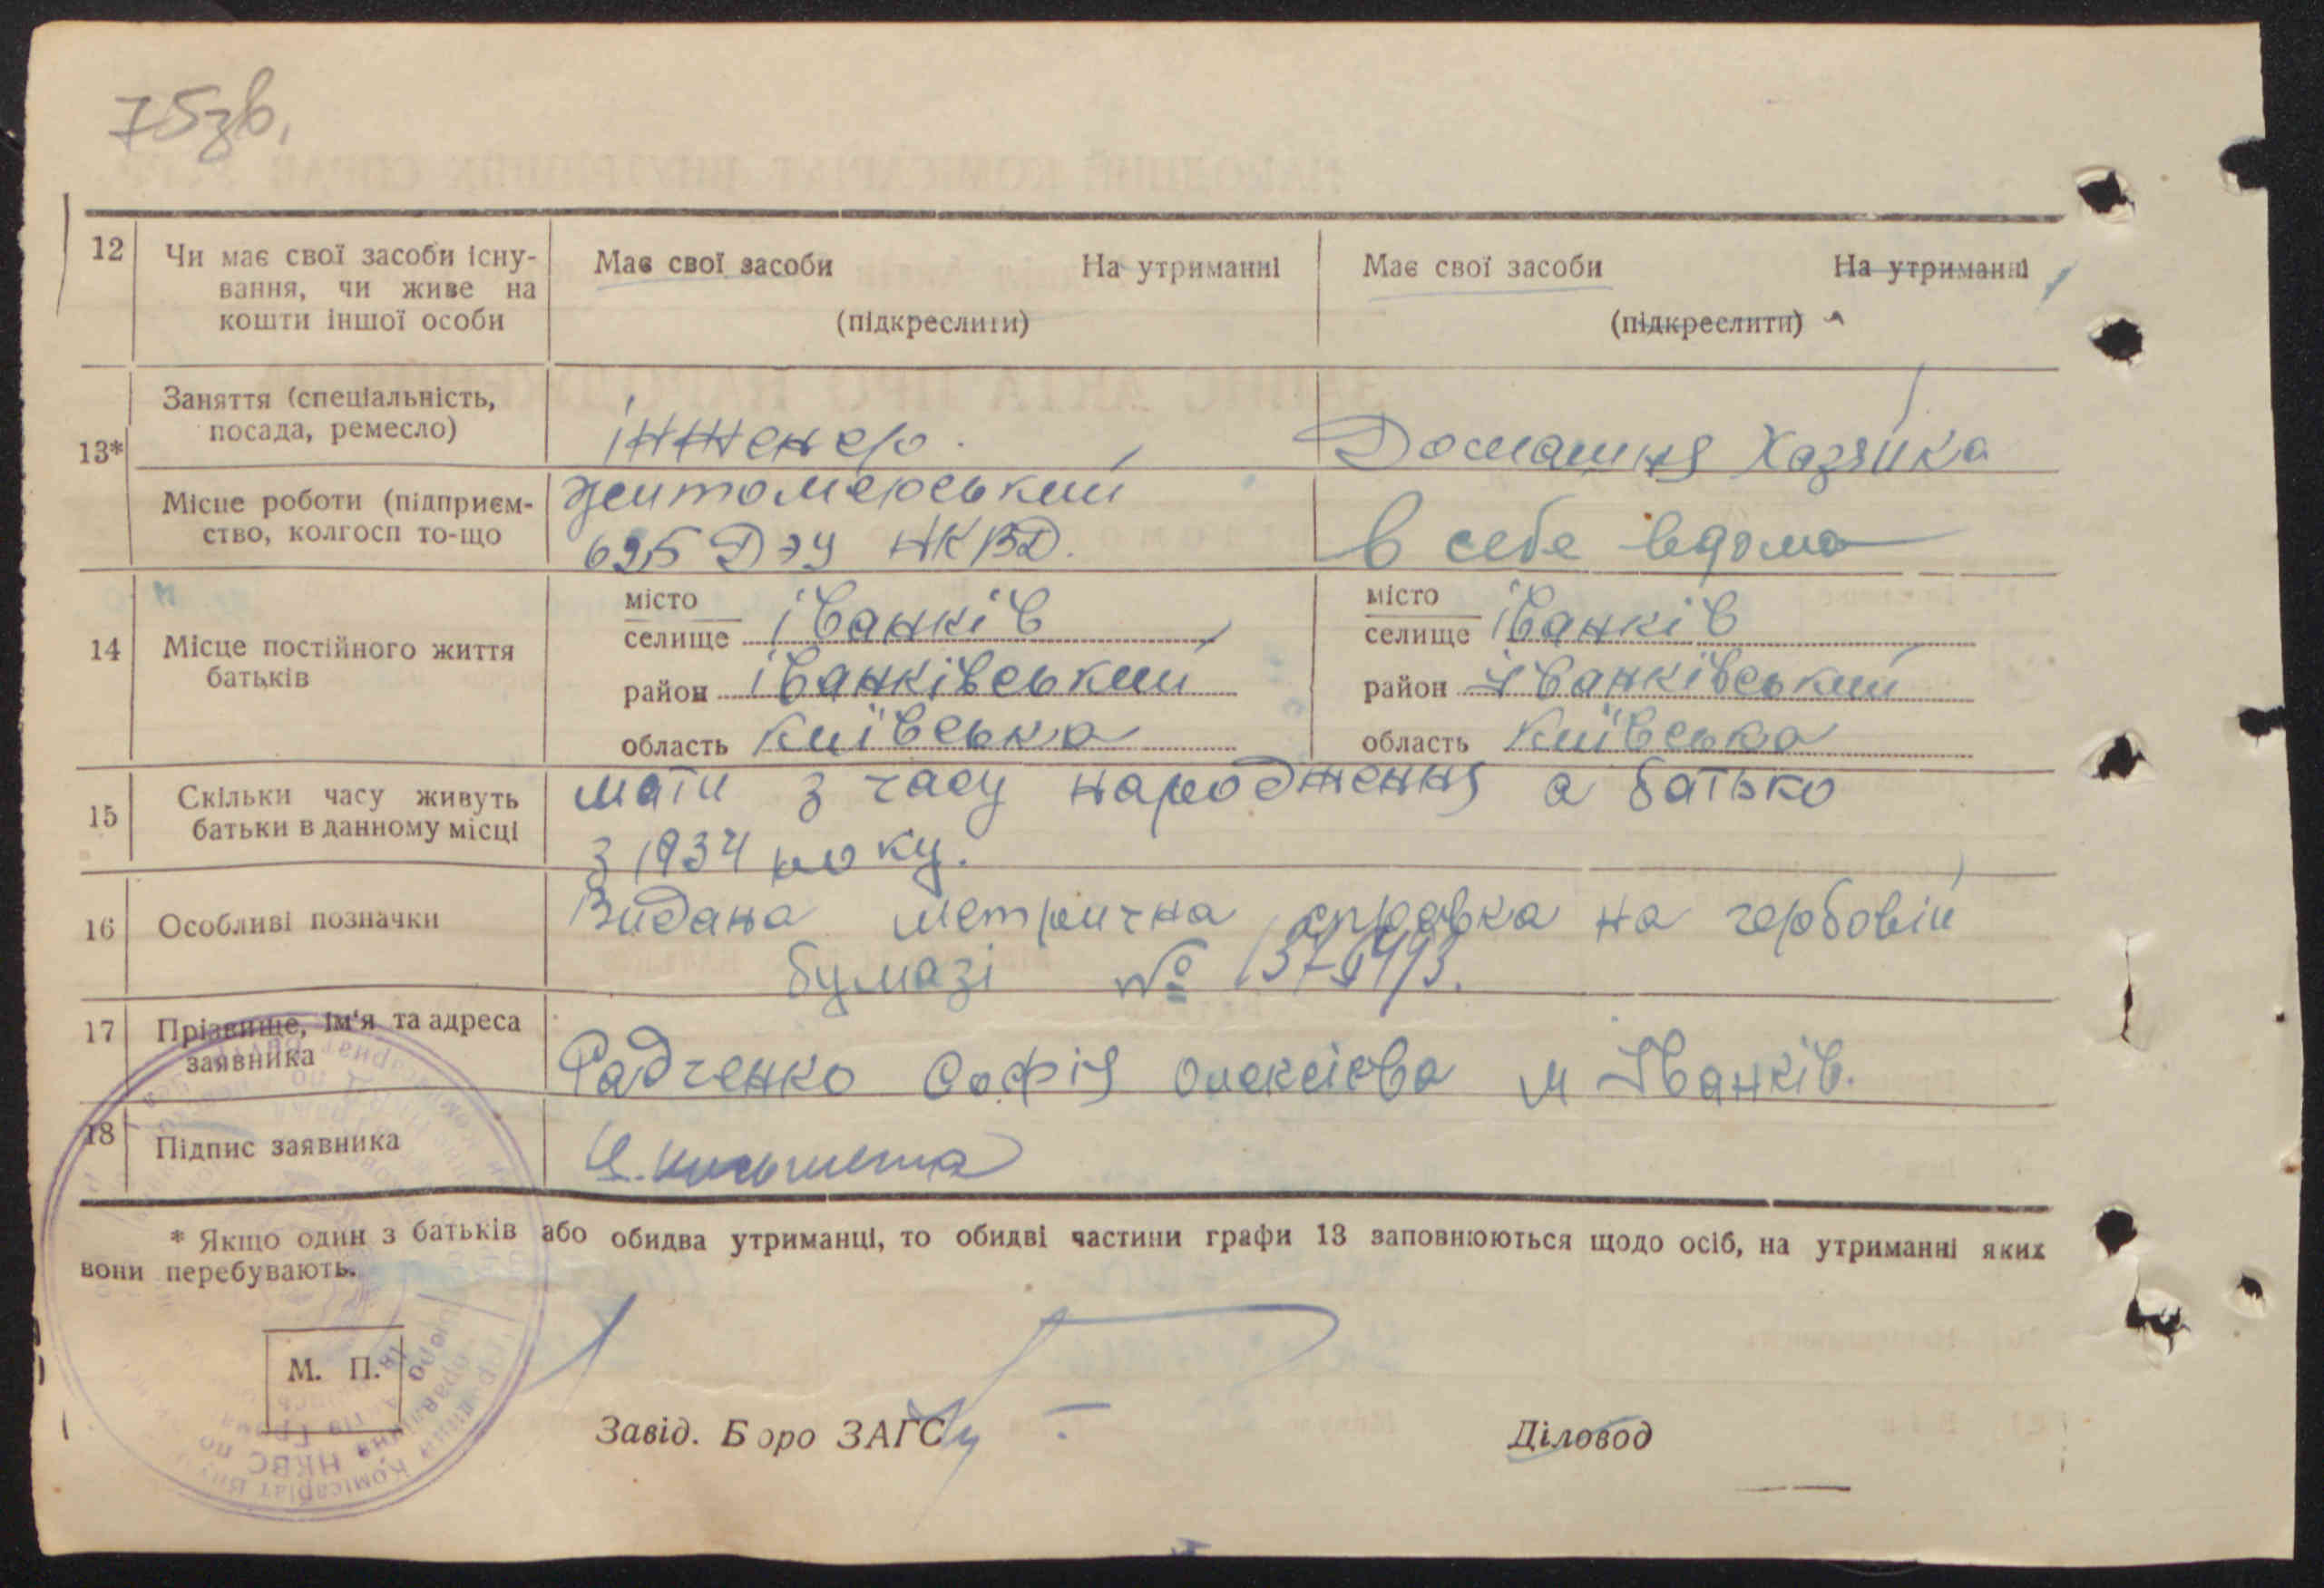 75зв.
12 Чи має свої засоби існу-
вання, чи живе на
кошти іншої особи
Має свої засоби На утриманні
(підкреслити)
Має свої засоби На утриманні
(підкреслити)
13*
Заняття (спеціальність,
посада, ремесло)
інженер.
Домашня Хазяйка
Місце роботи (підприєм-
ство, колгосп то-що
Житомерський
695 ДЭУ НКВД.
в себе вдома
14 Місце постійного життя
батьків
місто
селище іванків
район іванківський
область Київська
місто
селище іванків
район Іванківський
область Київська
15 Скільки часу живуть
батьки в данному місці
мати з часу народження а батько
з 1934 року.
16 Особливі позначки
Видана метрична справка на гербовій
бумазі №
17 Прізвище, ім'я та адреса
заявника
Радченко Софія Олексієва м Іванків.
18 Підпис заявника
* Якщо один з батьків або обидва утриманці, то обидві частини графи 13 заповнюються щодо осіб, на утриманні яких
вони перебувають.
М. П.
Завід. Бюро ЗАГС
Діловод